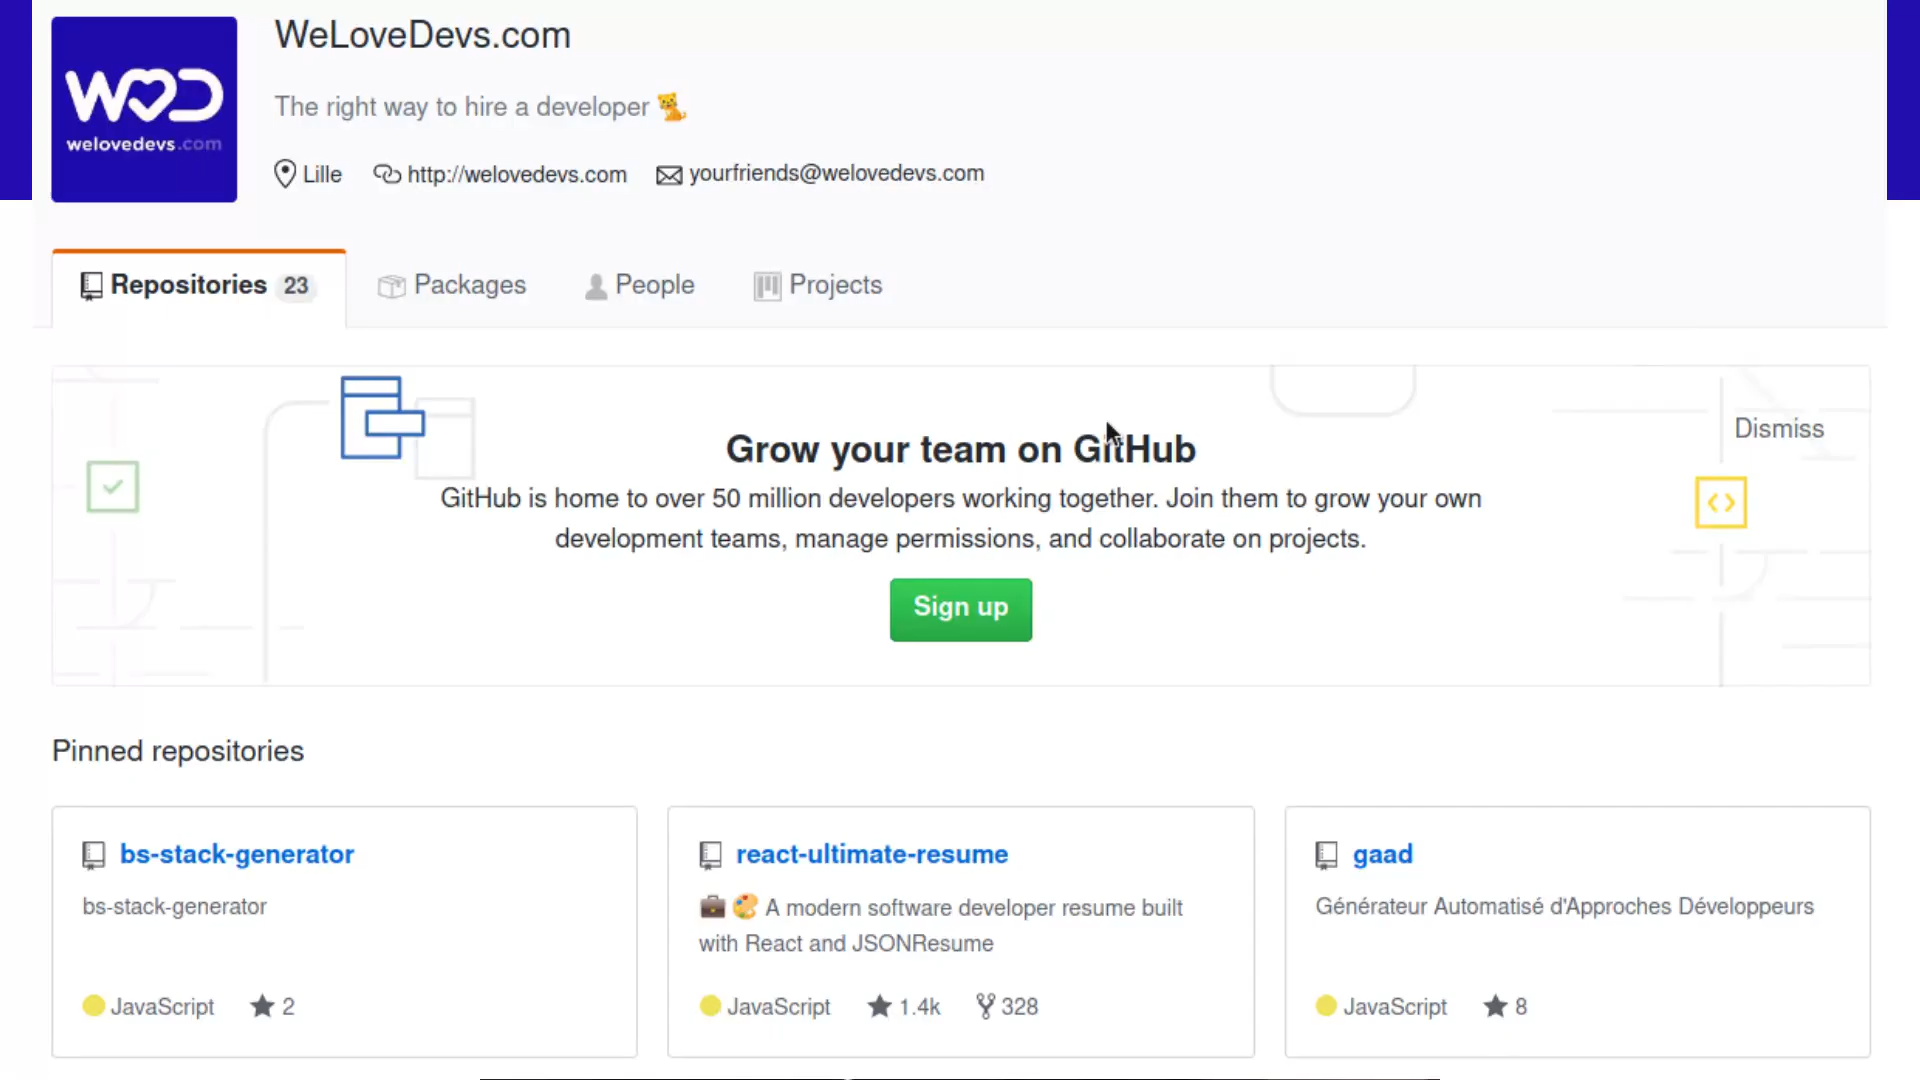 WeLoveDevs.com
The right way to hire a developer
WD
welovedevs.com
Lille http://welovedevs.com yourfriends@welovedevs.com
Repositories 23 Packages People Projects
Dismiss
Grow your team on GitHub
GitHub is home to over 50 million developers working together. Join them to grow your own
development teams, manage permissions, and collaborate on projects.
Sign up
Pinned repositories
bs-stack-generator
bs-stack-generator
JavaScript 2
react-ultimate-resume
A modern software developer resume built
with React and JSONResume
JavaScript 1.4k 328
gaad
Générateur Automatisé d'Approches Développeurs
JavaScript 8